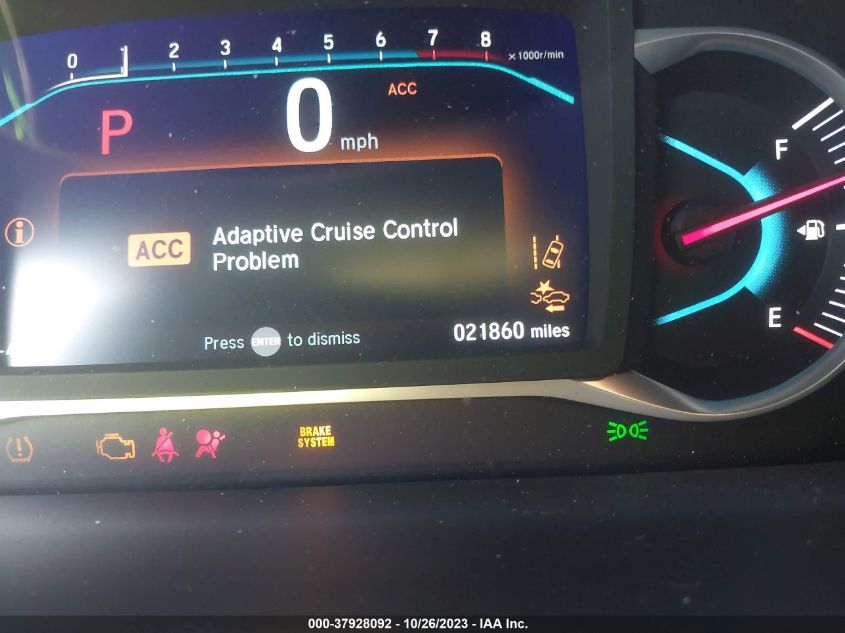 0 1 2 3 4 5 6 7 8 x1000r/min
P 0 mph ACC
F
ACC Adaptive Cruise Control
Problem
E
Press ENTER to dismiss
021860 miles
BRAKE
SYSTEM
000-37928092 - 10/26/2023 - IAA Inc.